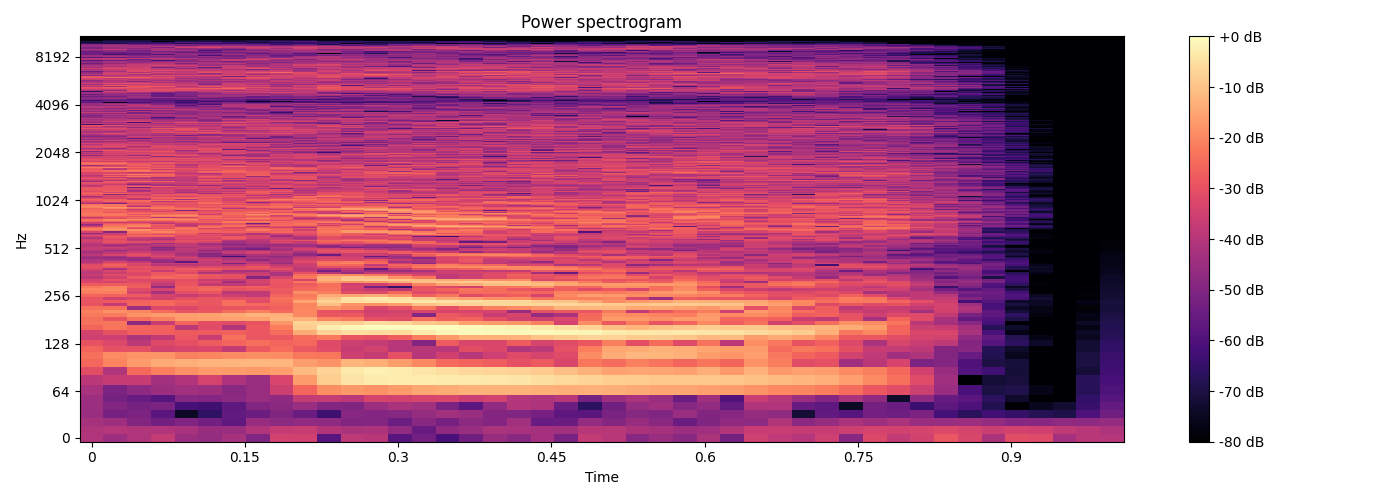 Power spectrogram
Hz
8192
4096
2048
1024
512
256
128
64
0
0 0.15 0.3 0.45 0.6 0.75 0.9
Time
+0 dB
-10 dB
-20 dB
-30 dB
-40 dB
-50 dB
-60 dB
-70 dB
-80 dB